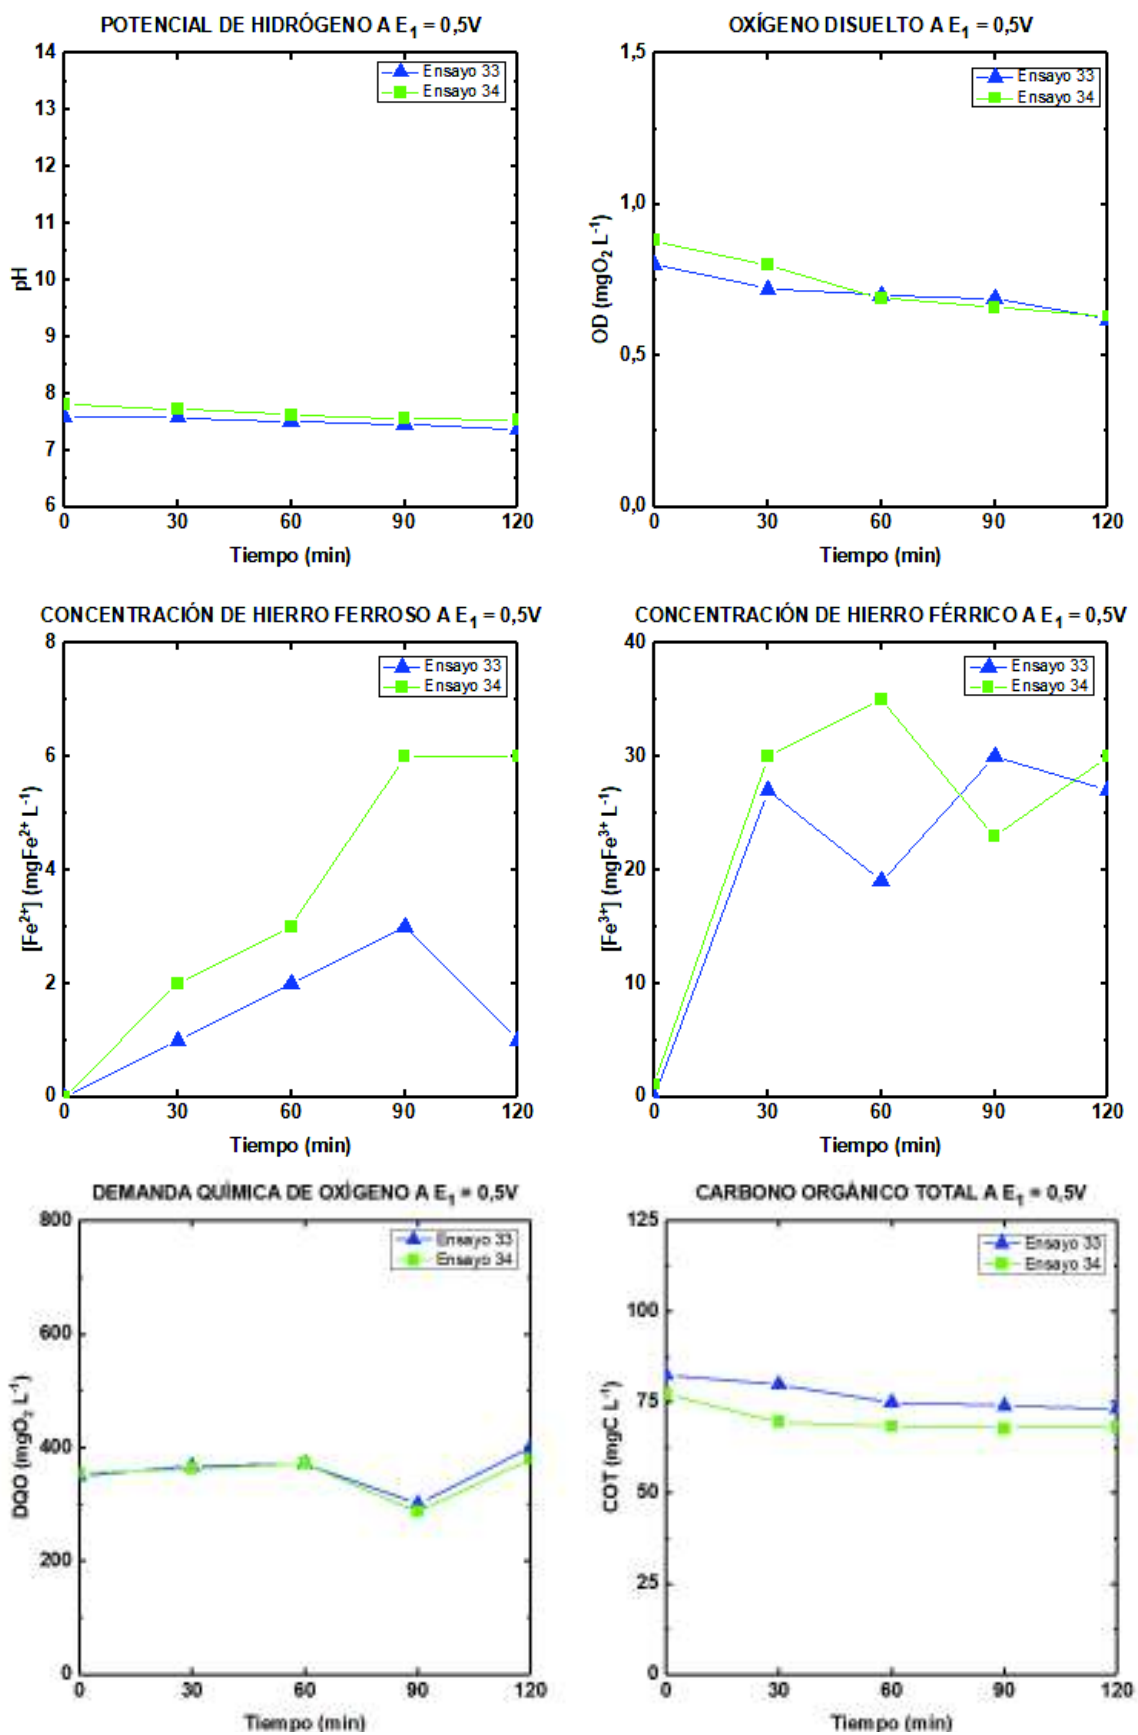 POTENCIAL DE HIDRÓGENO A E₁ = 0,5V
14
13
12
11
10
9
8
7
6
pH
Ensayo 33
Ensayo 34
0 30 60 90 120
Tiempo (min)
OXÍGENO DISUELTO A E₁ = 0,5V
1,5
1,0
0,5
0,0
OD (mgO₂ L⁻¹)
Ensayo 33
Ensayo 34
0 30 60 90 120
Tiempo (min)
CONCENTRACIÓN DE HIERRO FERROSO A E₁ = 0,5V
8
6
4
2
0
[Fe²⁺] (mgFe²⁺ L⁻¹)
Ensayo 33
Ensayo 34
0 30 60 90 120
Tiempo (min)
CONCENTRACIÓN DE HIERRO FÉRRICO A E₁ = 0,5V
40
30
20
10
0
[Fe³⁺] (mgFe³⁺ L⁻¹)
Ensayo 33
Ensayo 34
0 30 60 90 120
Tiempo (min)
DEMANDA QUÍMICA DE OXÍGENO A E₁ = 0,5V
800
600
400
200
0
DQO (mgO₂ L⁻¹)
Ensayo 33
Ensayo 34
0 30 60 90 120
Tiempo (min)
CARBONO ORGÁNICO TOTAL A E₁ = 0,5V
125
100
75
50
25
0
COT (mgC L⁻¹)
Ensayo 33
Ensayo 34
0 30 60 90 120
Tiempo (min)